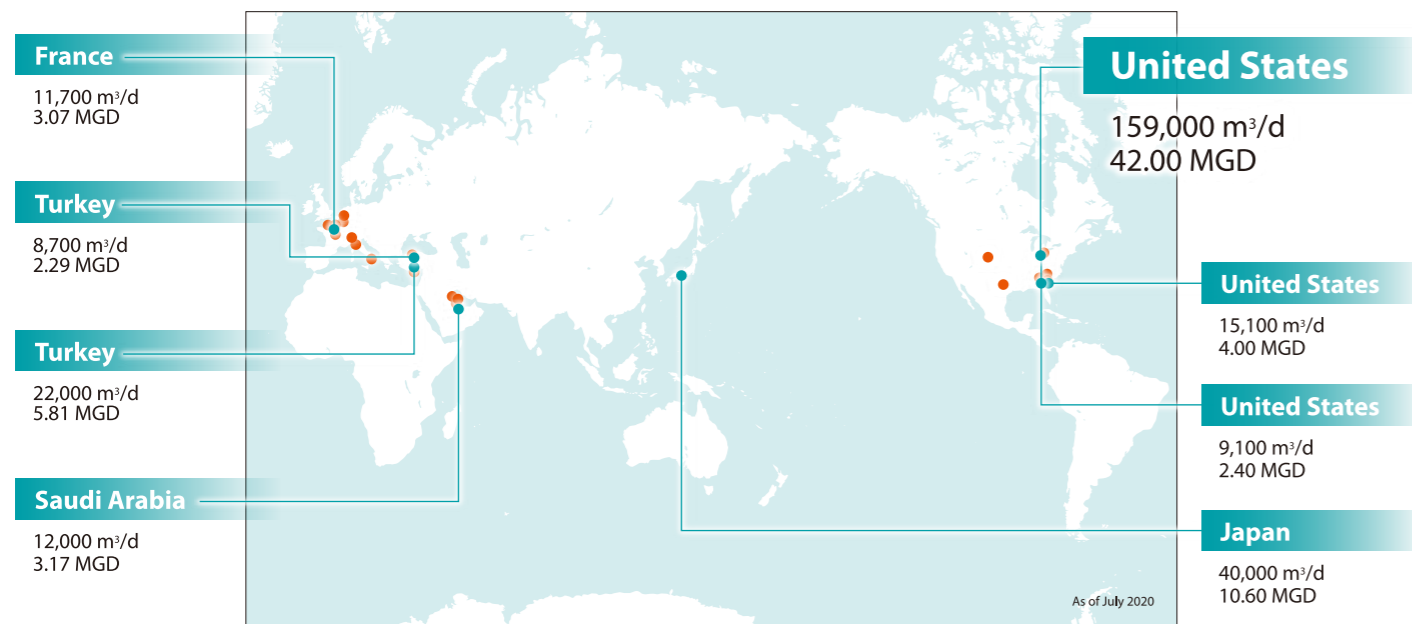 France
11,700 m³/d
3.07 MGD
Turkey
8,700 m³/d
2.29 MGD
Turkey
22,000 m³/d
5.81 MGD
Saudi Arabia
12,000 m³/d
3.17 MGD
United States
159,000 m³/d
42.00 MGD
United States
15,100 m³/d
4.00 MGD
United States
9,100 m³/d
2.40 MGD
Japan
40,000 m³/d
10.60 MGD
As of July 2020